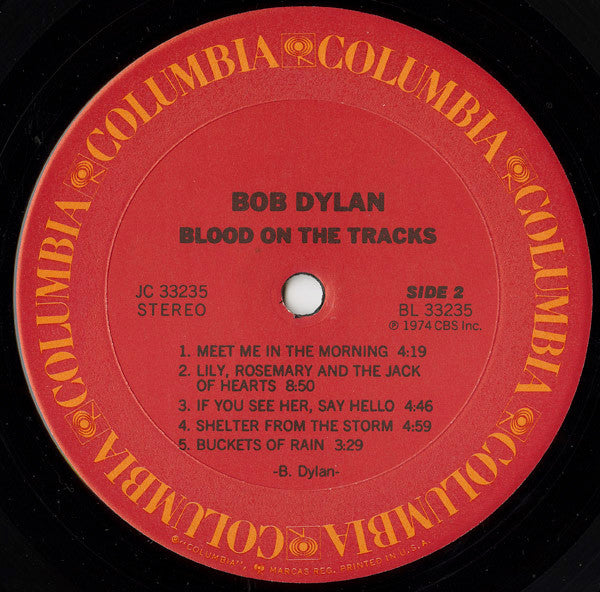 COLUMBIA COLUMBIA COLUMBIA COLUMBIA COLUMBIA COLUMBIA
BOB DYLAN
BLOOD ON THE TRACKS
JC 33235
STEREO
SIDE 2
BL 33235
℗ 1974 CBS Inc.
1. MEET ME IN THE MORNING 4:19
2. LILY, ROSEMARY AND THE JACK
OF HEARTS 8:50
3. IF YOU SEE HER, SAY HELLO 4:46
4. SHELTER FROM THE STORM 4:59
5. BUCKETS OF RAIN 3:29
-B. Dylan-
®"COLUMBIA", MARCAS REG. PRINTED IN U.S.A.